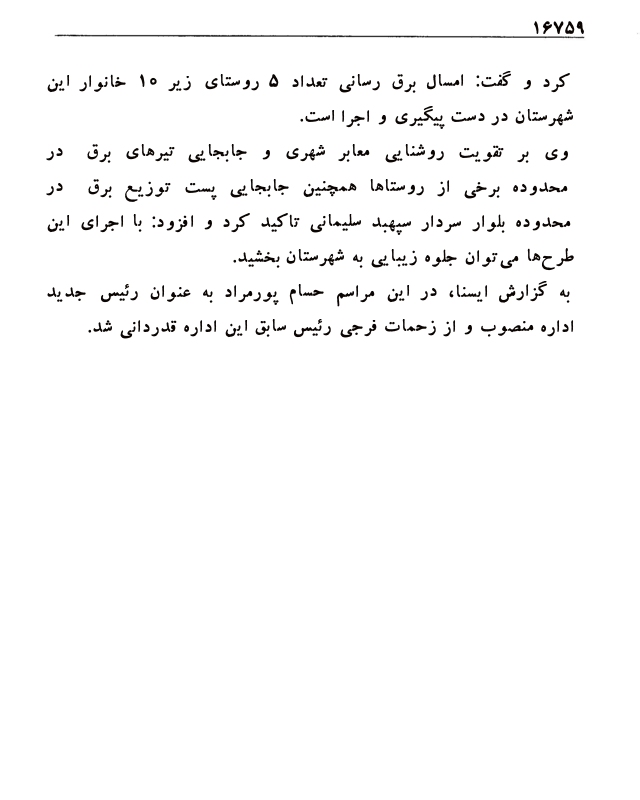 ۱۶۷۵۹
کرد و گفت: امسال برق رسانی تعداد ۵ روستای زیر ۱۰ خانوار این
شهرستان در دست پیگیری و اجرا است.
وی بر تقویت روشنایی معابر شهری و جابجایی تیرهای برق در
محدوده برخی از روستاها همچنین جابجایی پست توزیع برق در
محدوده بلوار سردار سپهبد سلیمانی تاکید کرد و افزود: با اجرای این
طرح‌ها می‌توان جلوه زیبایی به شهرستان بخشید.
به گزارش ایسنا، در این مراسم حسام پورمراد به عنوان رئیس جدید
اداره منصوب و از زحمات فرجی رئیس سابق این اداره قدردانی شد.